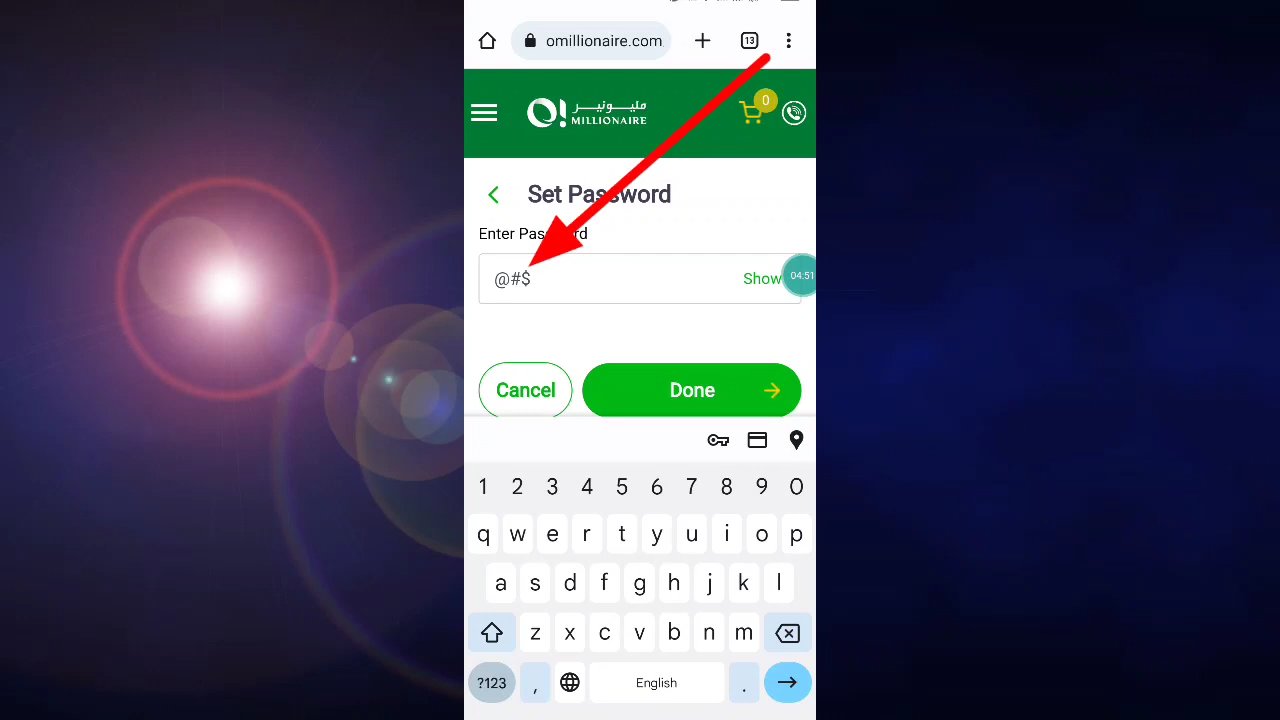 omillionaire.com
13
O! مليونير
MILLIONAIRE
0
Set Password
Enter Password
@#$
Show
04:51
Cancel
Done
1 2 3 4 5 6 7 8 9 0
q w e r t y u i o p
a s d f g h j k l
z x c v b n m
?123 , English .